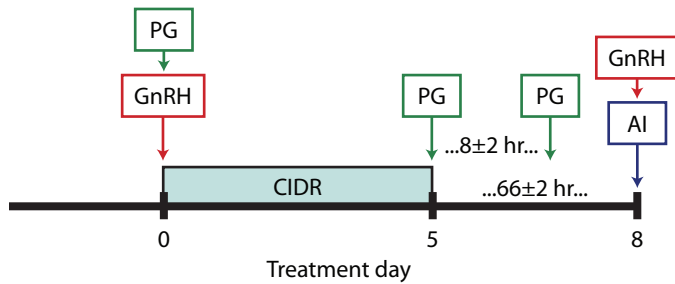 PG
GnRH
GnRH
PG
PG
AI
...8±2 hr...
CIDR
...66±2 hr...
0
5
8
Treatment day